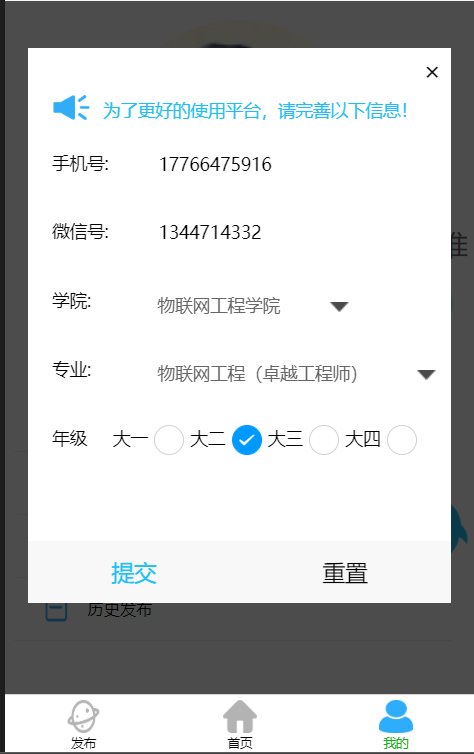 ×
为了更好的使用平台，请完善以下信息！
手机号: 17766475916
微信号: 1344714332
学院: 物联网工程学院
专业: 物联网工程（卓越工程师）
年级 大一 大二 大三 大四
提交 重置
历史发布
发布 首页 我的